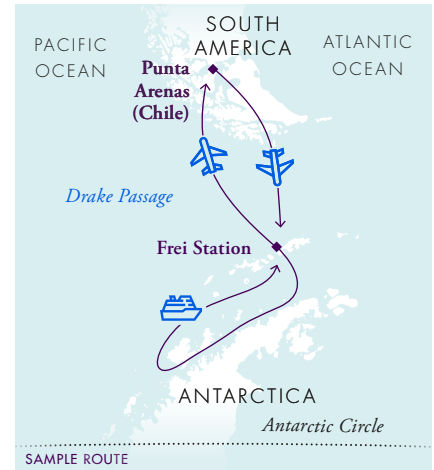 SOUTH
AMERICA
PACIFIC
OCEAN
ATLANTIC
OCEAN
Punta
Arenas
(Chile)
Drake Passage
Frei Station
ANTARCTICA
Antarctic Circle
SAMPLE ROUTE